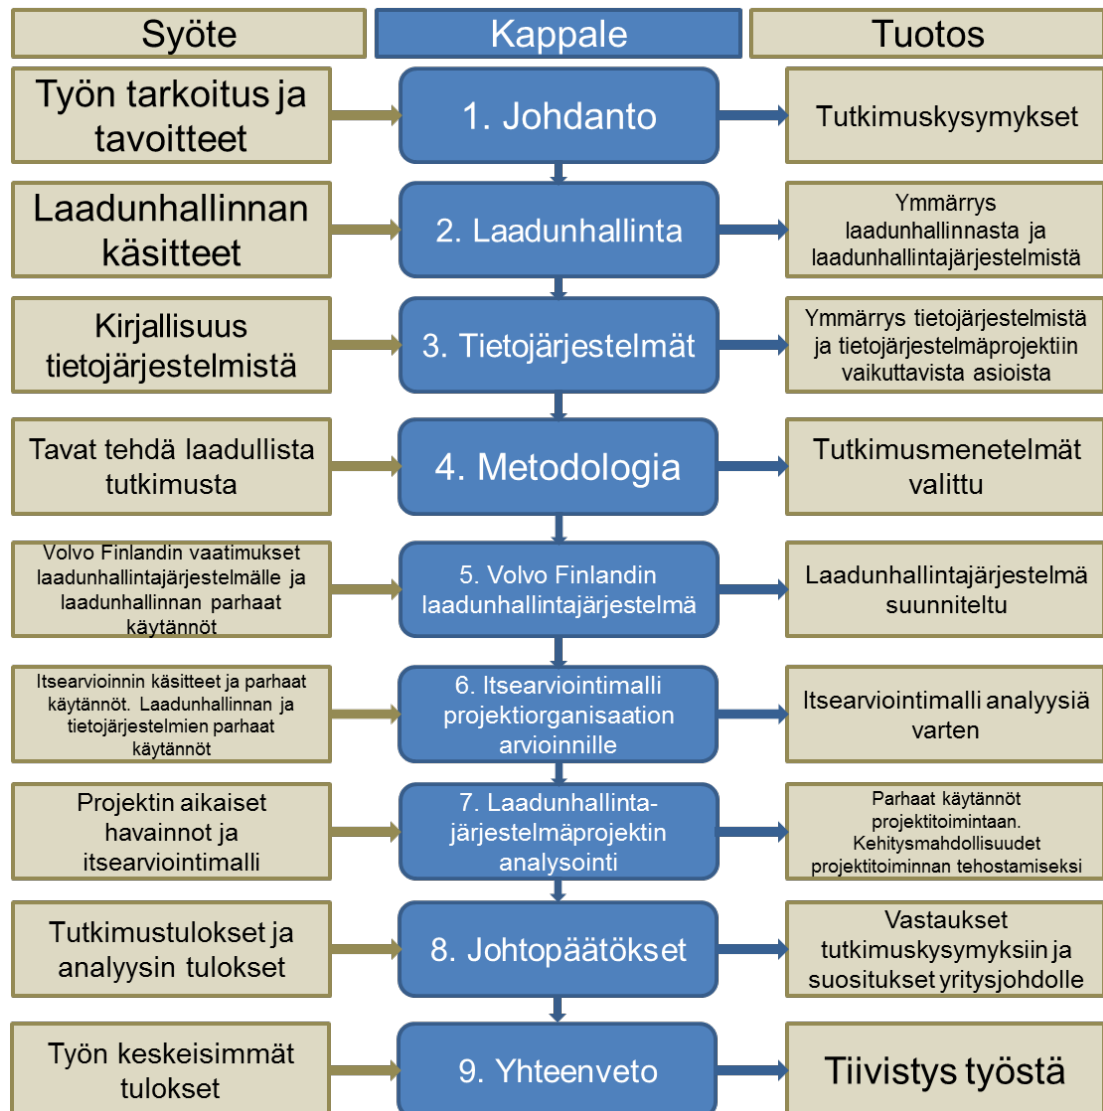 Syöte
Kappale
Tuotos
Työn tarkoitus ja
tavoitteet
1. Johdanto
Tutkimuskysymykset
Laadunhallinnan
käsitteet
2. Laadunhallinta
Ymmärrys
laadunhallinnasta ja
laadunhallintajärjestelmistä
Kirjallisuus
tietojärjestelmistä
3. Tietojärjestelmät
Ymmärrys tietojärjestelmistä
ja tietojärjestelmäprojektiin
vaikuttavista asioista
Tavat tehdä laadullista
tutkimusta
4. Metodologia
Tutkimusmenetelmät
valittu
Volvo Finlandin vaatimukset
laadunhallintajärjestelmälle ja
laadunhallinnan parhaat
käytännöt
5. Volvo Finlandin
laadunhallintajärjestelmä
Laadunhallintajärjestelmä
suunniteltu
Itsearvioinnin käsitteet ja parhaat
käytännöt. Laadunhallinnan ja
tietojärjestelmien parhaat
käytännöt
6. Itsearviointimalli
projektiorganisaation
arvioinnille
Itsearviointimalli analyysiä
varten
Projektin aikaiset
havainnot ja
itsearviointimalli
7. Laadunhallinta-
järjestelmäprojektin
analysointi
Parhaat käytännöt
projektitoimintaan.
Kehitysmahdollisuudet
projektitoiminnan tehostamiseksi
Tutkimustulokset ja
analyysin tulokset
8. Johtopäätökset
Vastaukset
tutkimuskysymyksiin ja
suositukset yritysjohdolle
Työn keskeisimmät
tulokset
9. Yhteenveto
Tiivistys työstä